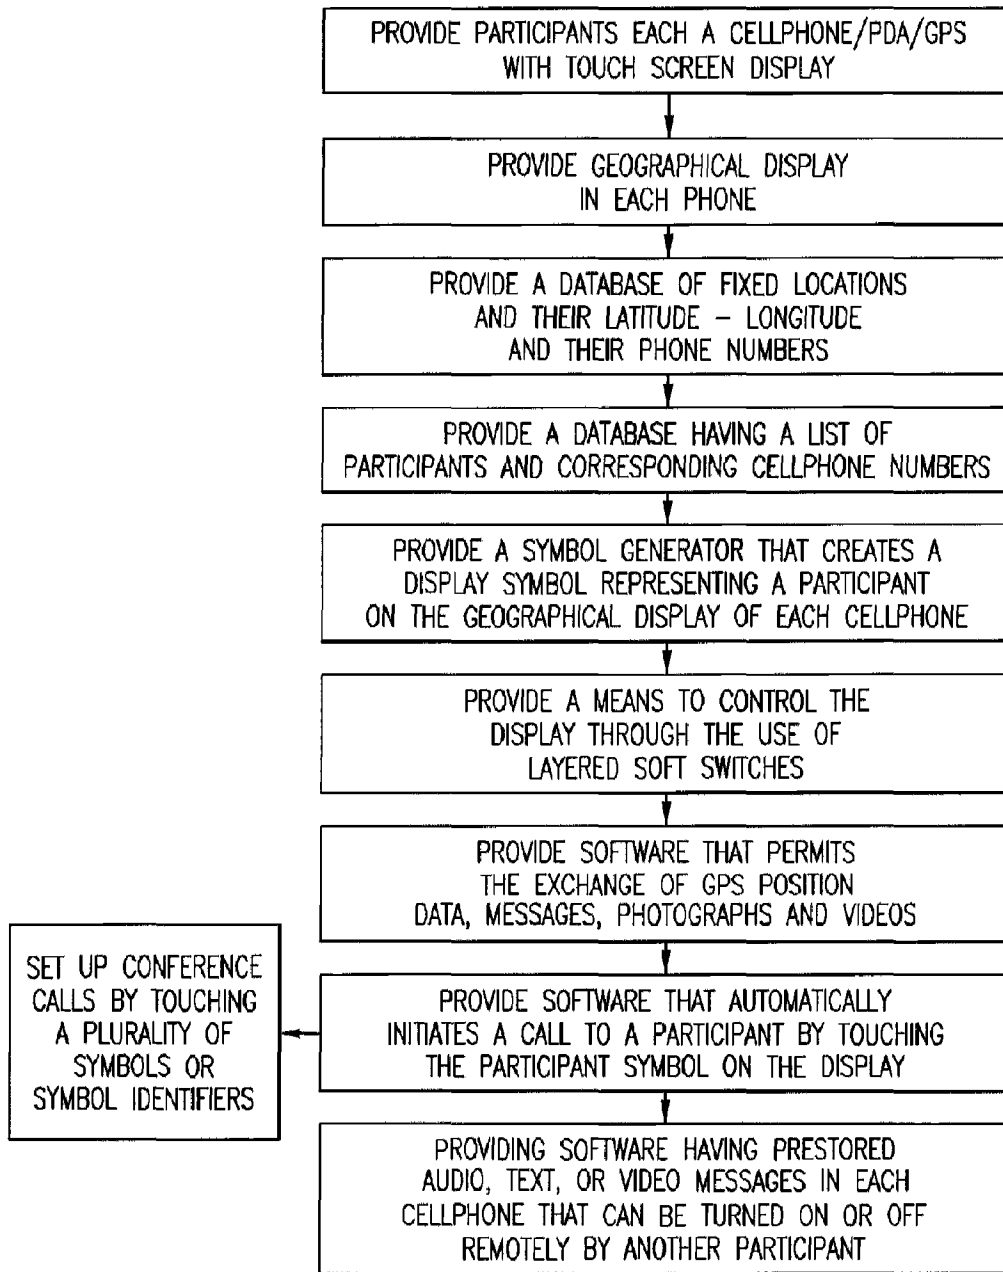 PROVIDE PARTICIPANTS EACH A CELLPHONE/PDA/GPS
WITH TOUCH SCREEN DISPLAY
PROVIDE GEOGRAPHICAL DISPLAY
IN EACH PHONE
PROVIDE A DATABASE OF FIXED LOCATIONS
AND THEIR LATITUDE – LONGITUDE
AND THEIR PHONE NUMBERS
PROVIDE A DATABASE HAVING A LIST OF
PARTICIPANTS AND CORRESPONDING CELLPHONE NUMBERS
PROVIDE A SYMBOL GENERATOR THAT CREATES A
DISPLAY SYMBOL REPRESENTING A PARTICIPANT
ON THE GEOGRAPHICAL DISPLAY OF EACH CELLPHONE
PROVIDE A MEANS TO CONTROL THE
DISPLAY THROUGH THE USE OF
LAYERED SOFT SWITCHES
PROVIDE SOFTWARE THAT PERMITS
THE EXCHANGE OF GPS POSITION
DATA, MESSAGES, PHOTOGRAPHS AND VIDEOS
PROVIDE SOFTWARE THAT AUTOMATICALLY
INITIATES A CALL TO A PARTICIPANT BY TOUCHING
THE PARTICIPANT SYMBOL ON THE DISPLAY
SET UP CONFERENCE
CALLS BY TOUCHING
A PLURALITY OF
SYMBOLS OR
SYMBOL IDENTIFIERS
PROVIDING SOFTWARE HAVING PRESTORED
AUDIO, TEXT, OR VIDEO MESSAGES IN EACH
CELLPHONE THAT CAN BE TURNED ON OR OFF
REMOTELY BY ANOTHER PARTICIPANT